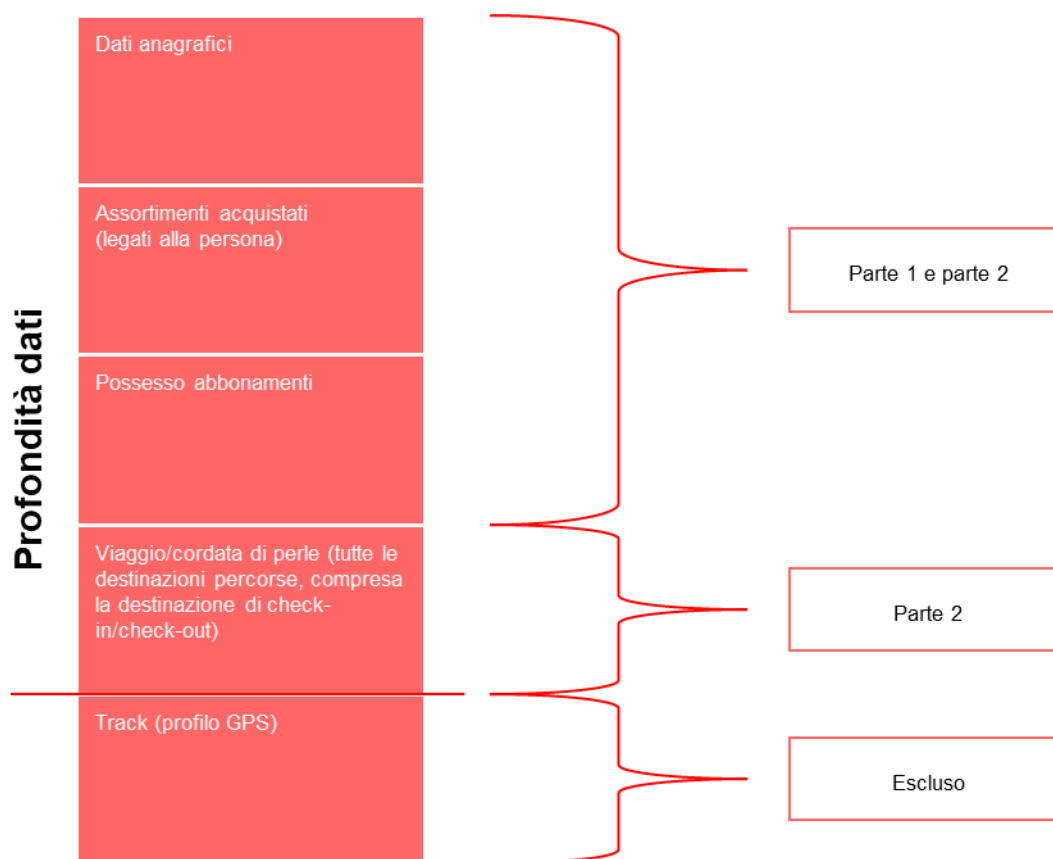 Profondità dati
Dati anagrafici
Assortimenti acquistati
(legati alla persona)
Possesso abbonamenti
Viaggio/cordata di perle (tutte le
destinazioni percorse, compresa
la destinazione di check-
in/check-out)
Track (profilo GPS)
Parte 1 e parte 2
Parte 2
Escluso